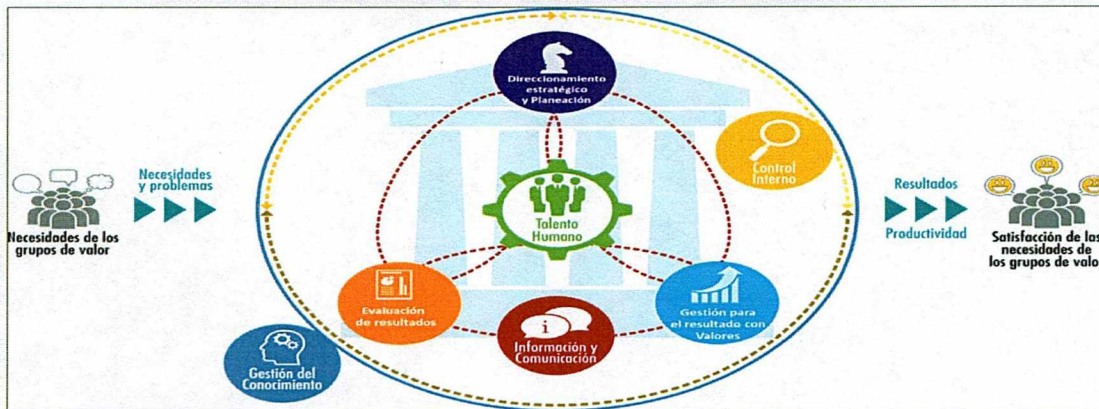 Direccionamiento
estratégico
y Planeación
Control
Interno
Necesidades
y problemas
Necesidades de los
grupos de valor
Talento
Humano
Resultados
Productividad
Satisfacción de las
necesidades de
los grupos de valo
Evaluación
de resultados
Gestión para
el resultado con
Valores
i
Información y
Comunicación
Gestión del
Conocimiento